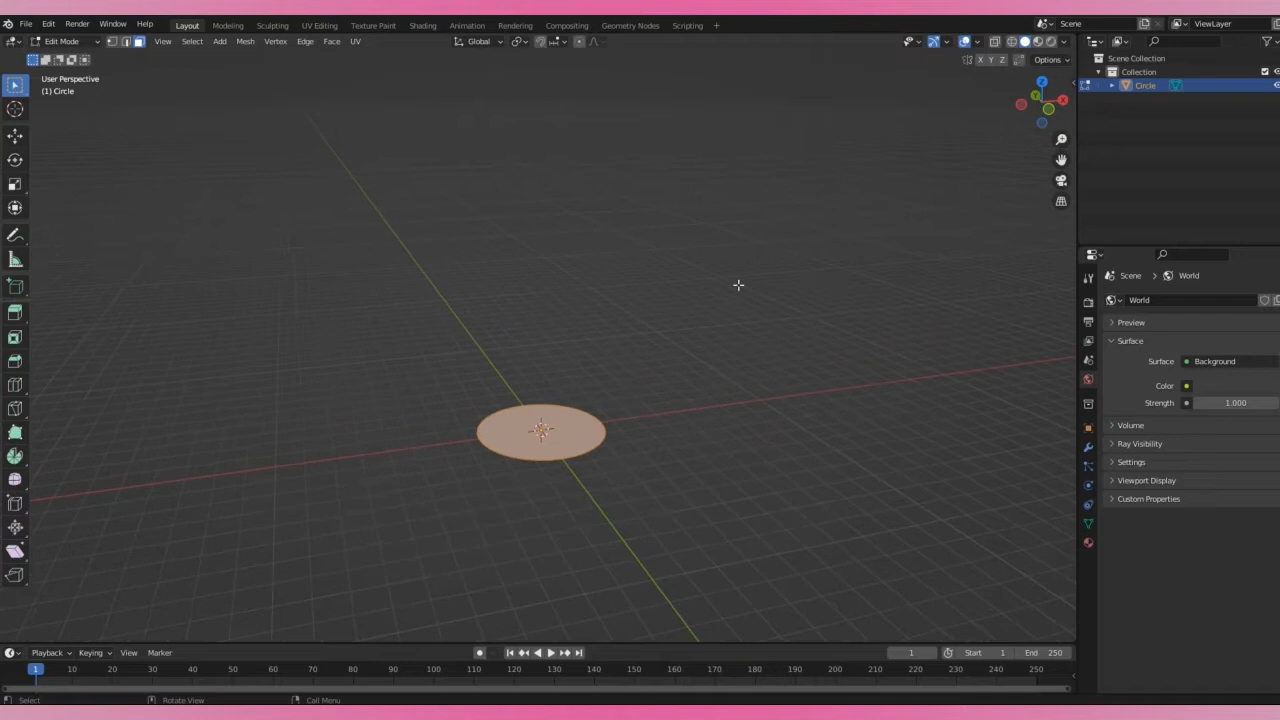 File Edit Render Window Help Layout Modeling Sculpting UV Editing Texture Paint Shading Animation Rendering Compositing Geometry Nodes Scripting + Scene ViewLayer
Edit Mode View Select Add Mesh Vertex Edge Face UV Global
X Y Z Options
User Perspective
(1) Circle
Z
Y X
Scene Collection
Collection
Circle
Scene > World
World
Preview
Surface
Surface Background
Color
Strength 1.000
Volume
Ray Visibility
Settings
Viewport Display
Custom Properties
Playback Keying View Marker 1 Start 1 End 250
1 10 20 30 40 50 60 70 80 90 100 110 120 130 140 150 160 170 180 190 200 210 220 230 240 250
Select Rotate View Call Menu